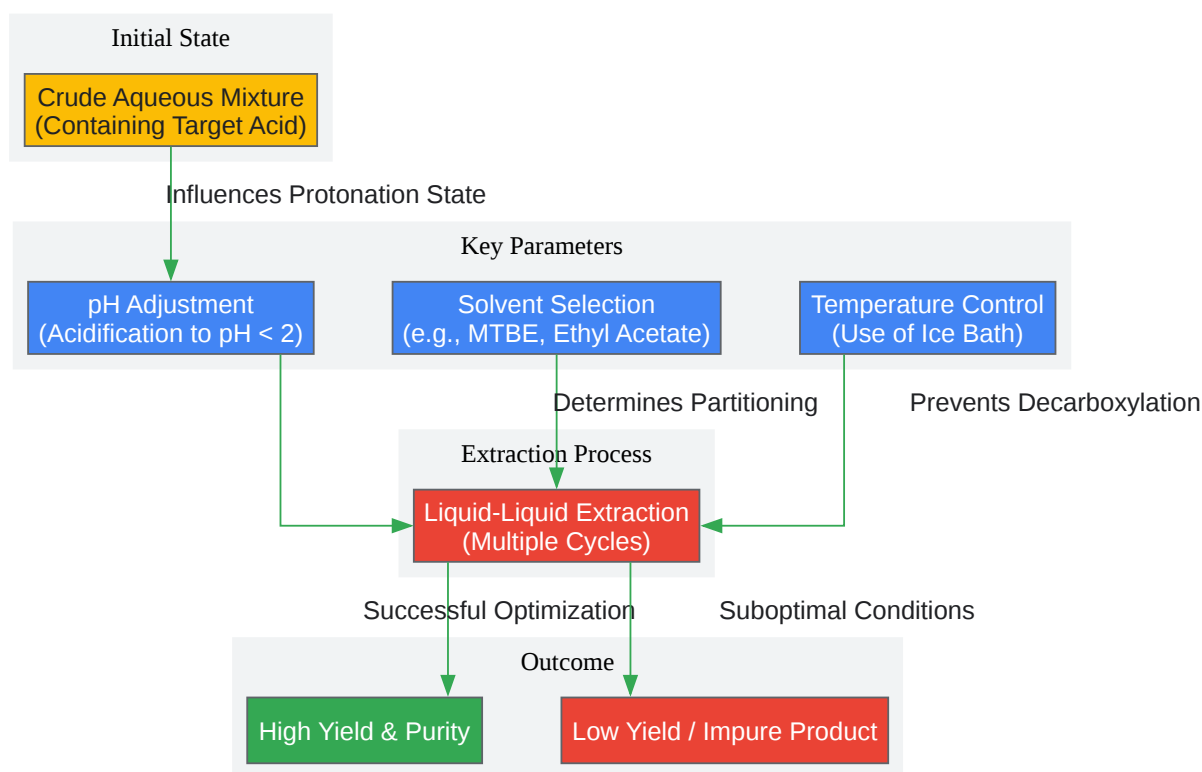 Initial State
Crude Aqueous Mixture
(Containing Target Acid)
Influences Protonation State
Key Parameters
pH Adjustment
(Acidification to pH < 2)
Solvent Selection
(e.g., MTBE, Ethyl Acetate)
Temperature Control
(Use of Ice Bath)
Determines Partitioning
Prevents Decarboxylation
Extraction Process
Liquid-Liquid Extraction
(Multiple Cycles)
Successful Optimization
Suboptimal Conditions
Outcome
High Yield & Purity
Low Yield / Impure Product